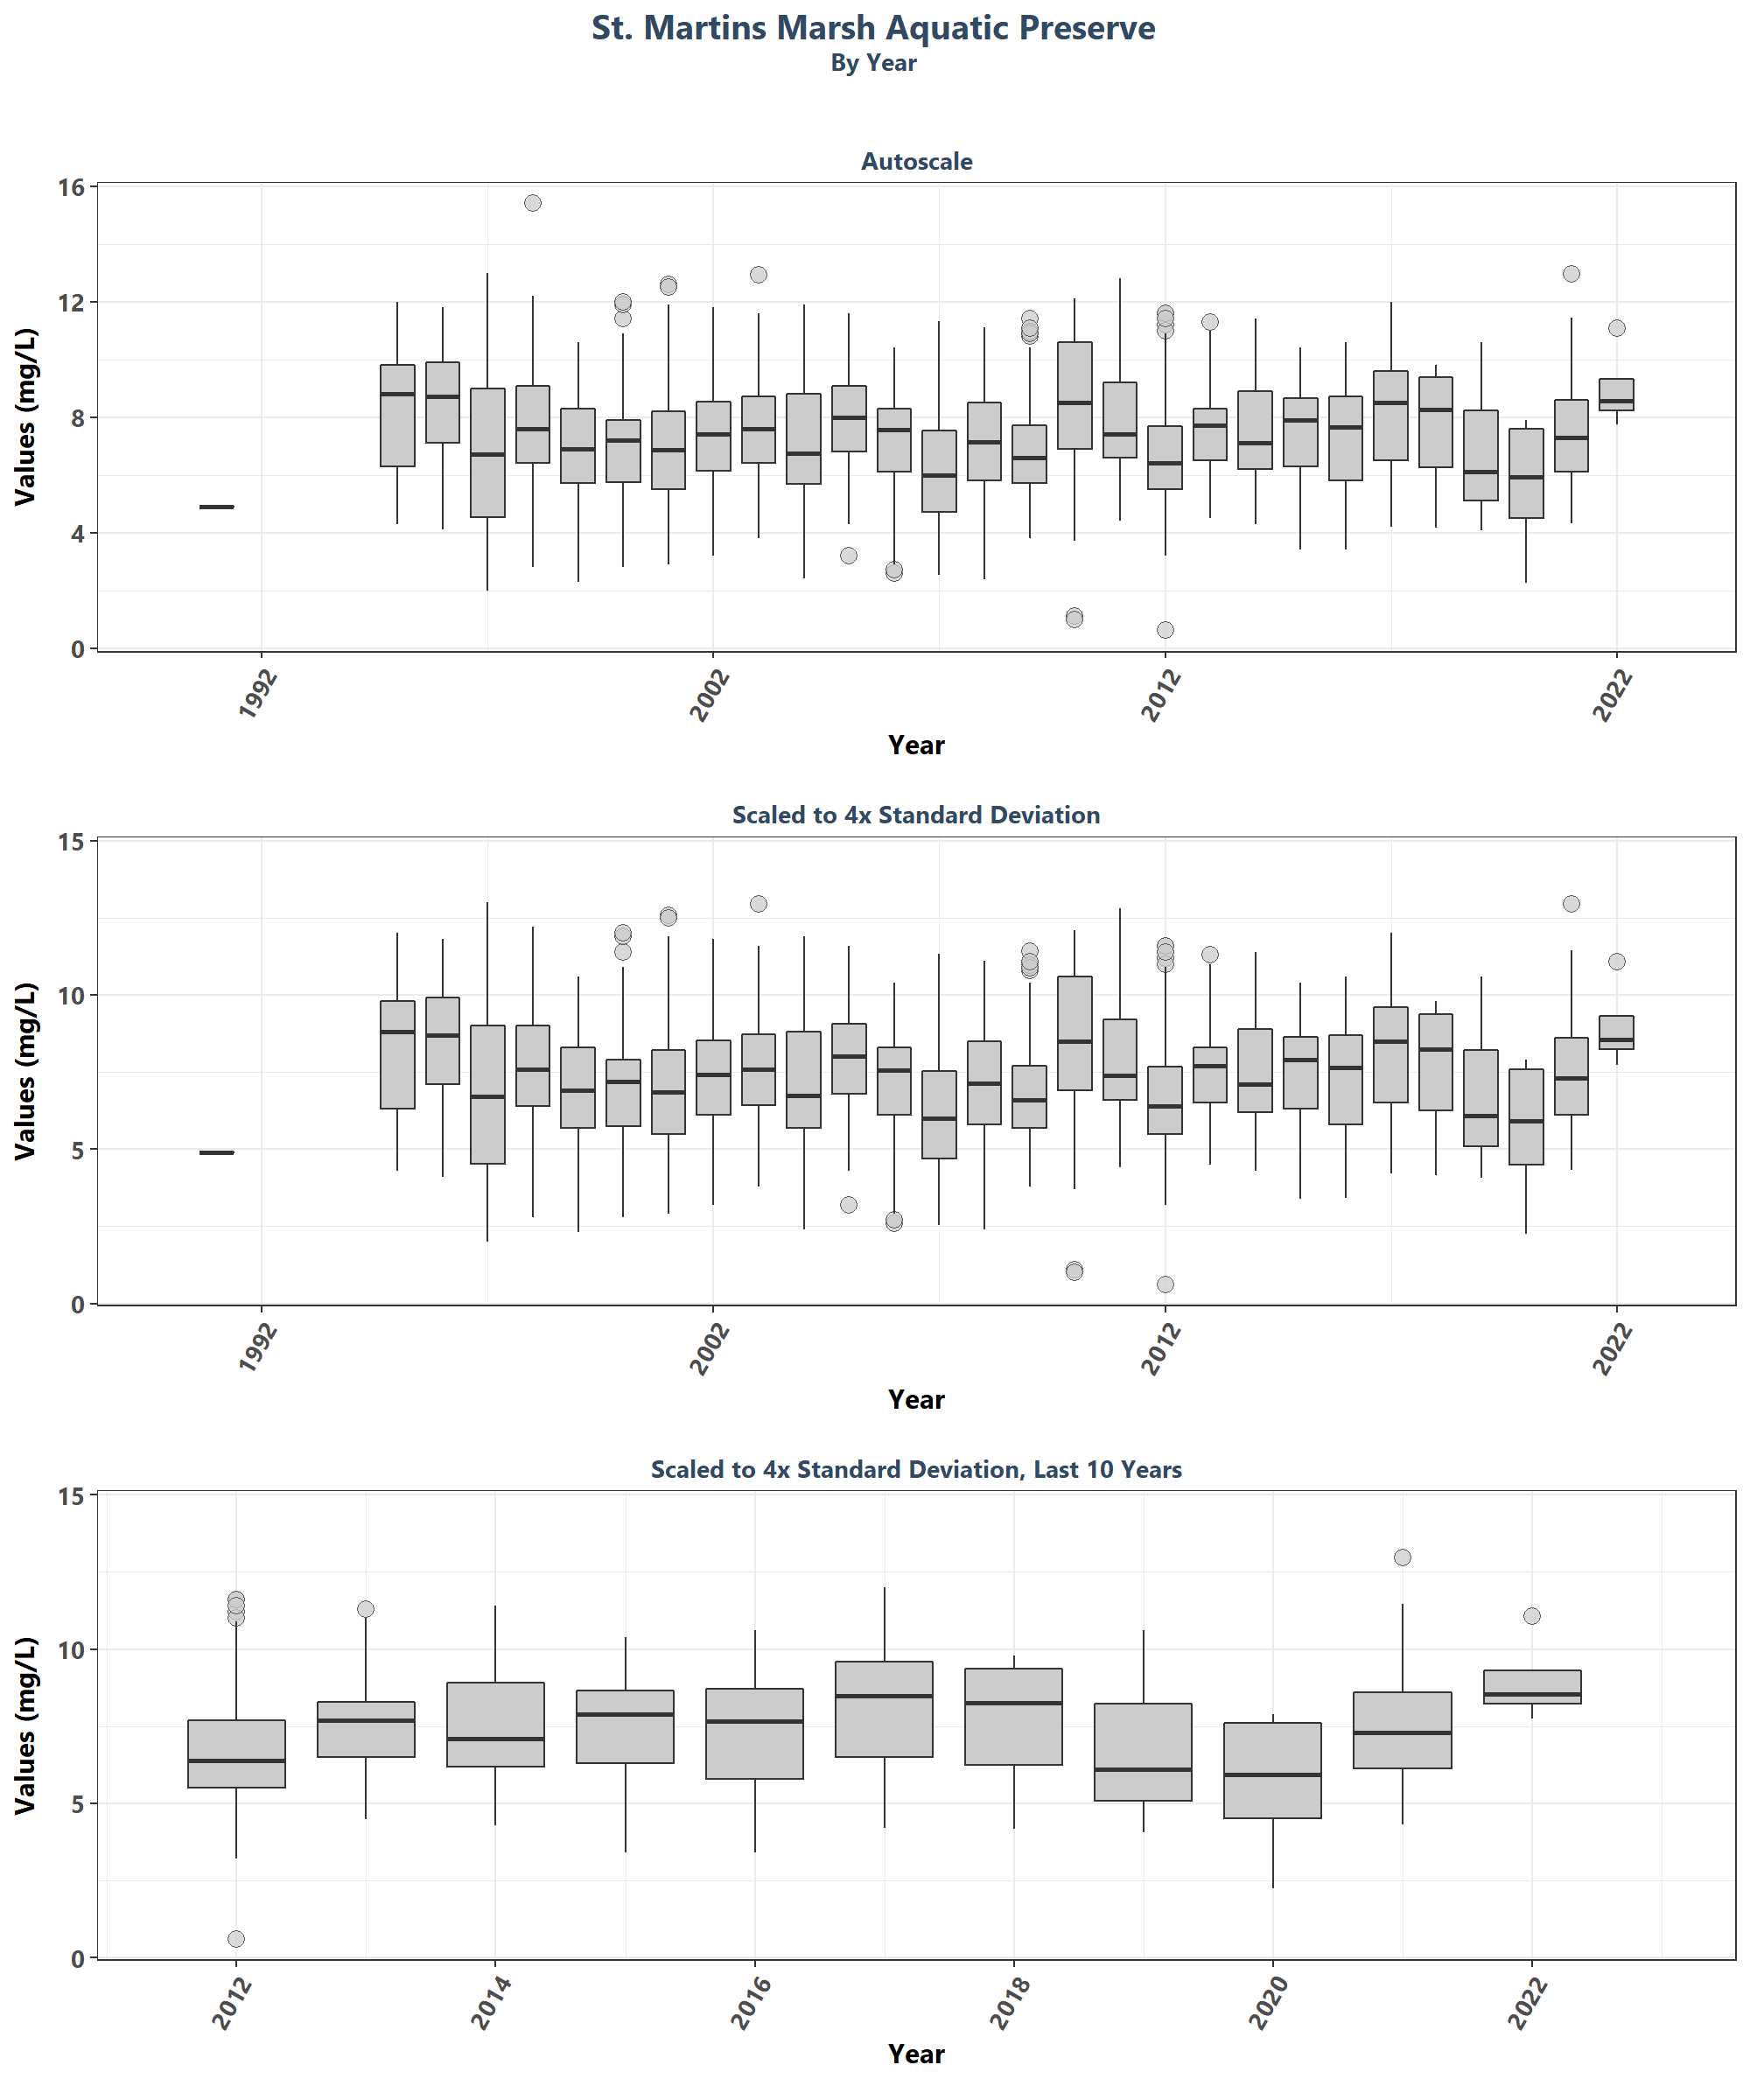 St. Martins Marsh Aquatic Preserve
By Year
Autoscale
Values (mg/L)
16
12
8
4
0
1992
2002
2012
2022
Year
Scaled to 4x Standard Deviation
Values (mg/L)
15
10
5
0
1992
2002
2012
2022
Year
Scaled to 4x Standard Deviation, Last 10 Years
Values (mg/L)
15
10
5
0
2012
2014
2016
2018
2020
2022
Year